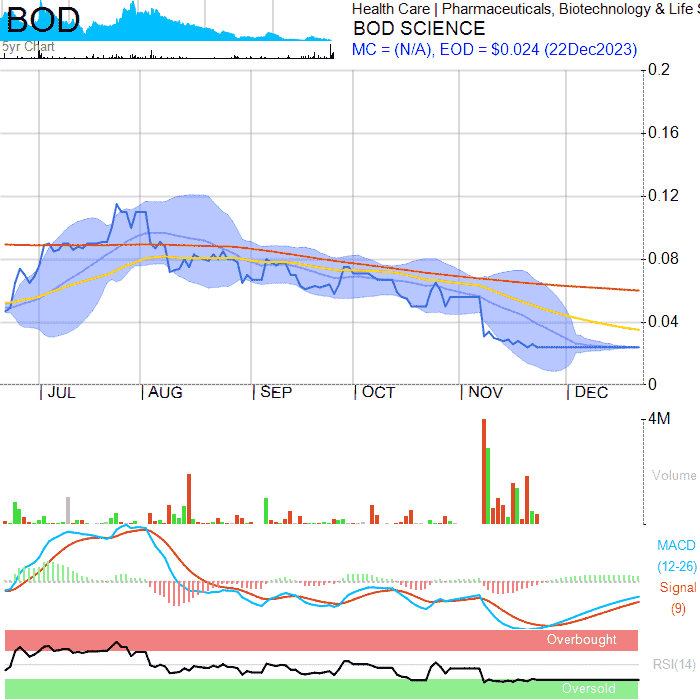 BOD
5yr Chart
Health Care | Pharmaceuticals, Biotechnology & Life
BOD SCIENCE
MC = (N/A), EOD = $0.024 (22Dec2023)
0.2
0.16
0.12
0.08
0.04
0
JUL AUG SEP OCT NOV DEC
4M
Volume
MACD
(12-26)
Signal
(9)
Overbought
RSI(14)
Oversold